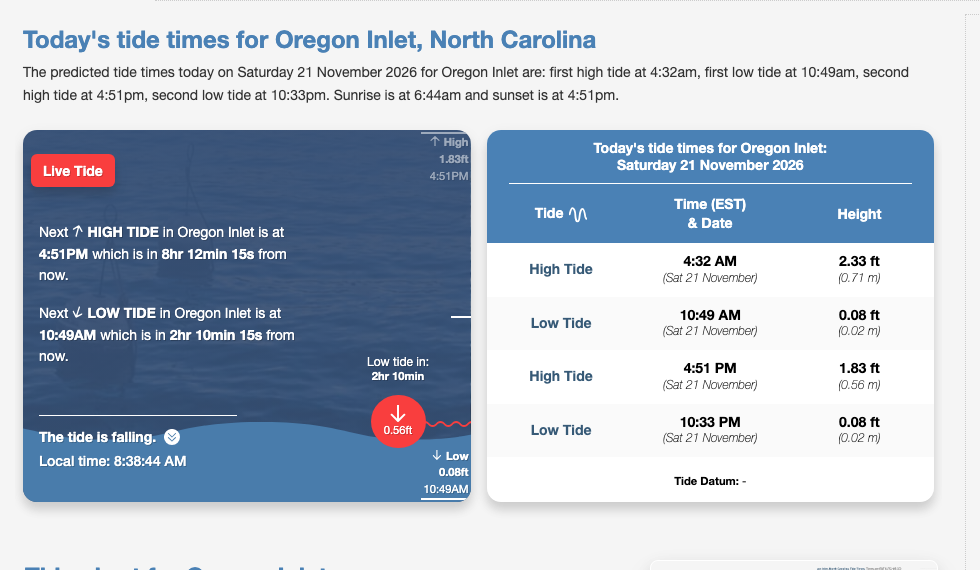 Today's tide times for Oregon Inlet, North Carolina
The predicted tide times today on Saturday 21 November 2026 for Oregon Inlet are: first high tide at 4:32am, first low tide at 10:49am, second
high tide at 4:51pm, second low tide at 10:33pm. Sunrise is at 6:44am and sunset is at 4:51pm.
↑ High
1.83ft
4:51PM
Live Tide
Next ↑ HIGH TIDE in Oregon Inlet is at
4:51PM which is in 8hr 12min 15s from
now.
Next ↓ LOW TIDE in Oregon Inlet is at
10:49AM which is in 2hr 10min 15s from
now.
Low tide in:
2hr 10min
↓
0.56ft
The tide is falling.
Local time: 8:38:44 AM
↓ Low
0.08ft
10:49AM
Today's tide times for Oregon Inlet:
Saturday 21 November 2026
Tide Time (EST) Height
& Date
High Tide 4:32 AM 2.33 ft
(Sat 21 November) (0.71 m)
Low Tide 10:49 AM 0.08 ft
(Sat 21 November) (0.02 m)
High Tide 4:51 PM 1.83 ft
(Sat 21 November) (0.56 m)
Low Tide 10:33 PM 0.08 ft
(Sat 21 November) (0.02 m)
Tide Datum: -